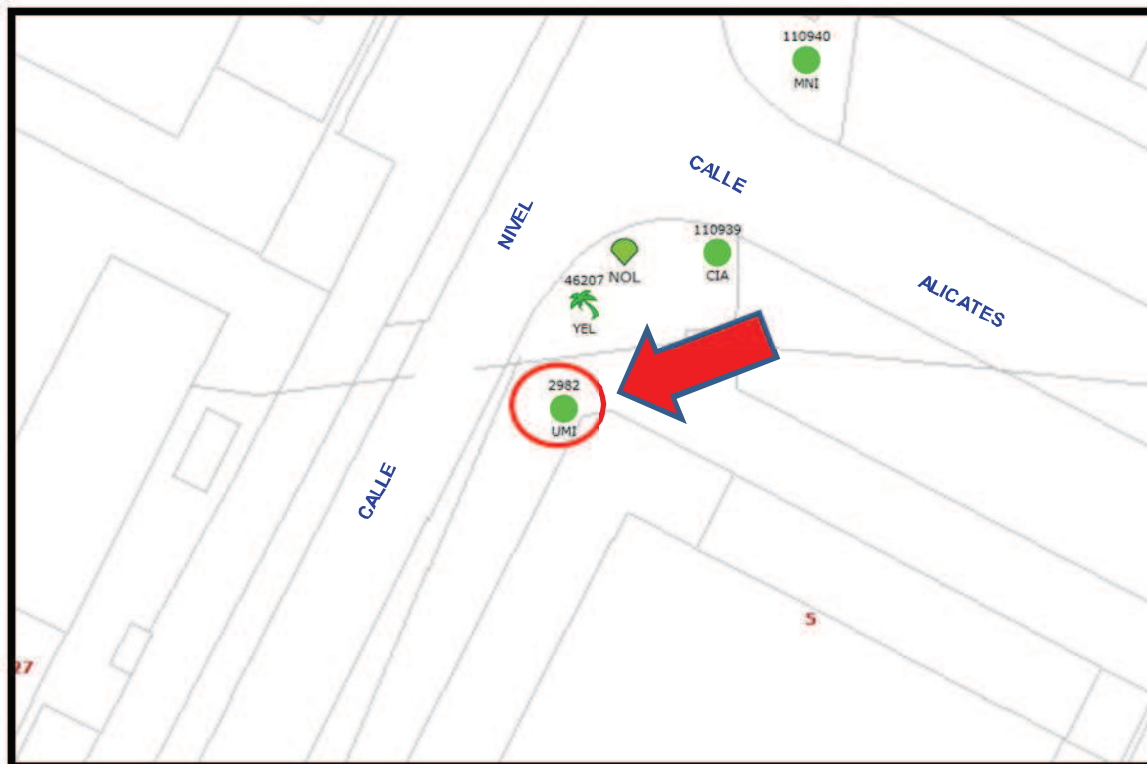 110940
MNI
CALLE
NIVEL
110939
CIA
NOL
46207
YEL
ALICATES
2982
UMI
CALLE
5
27